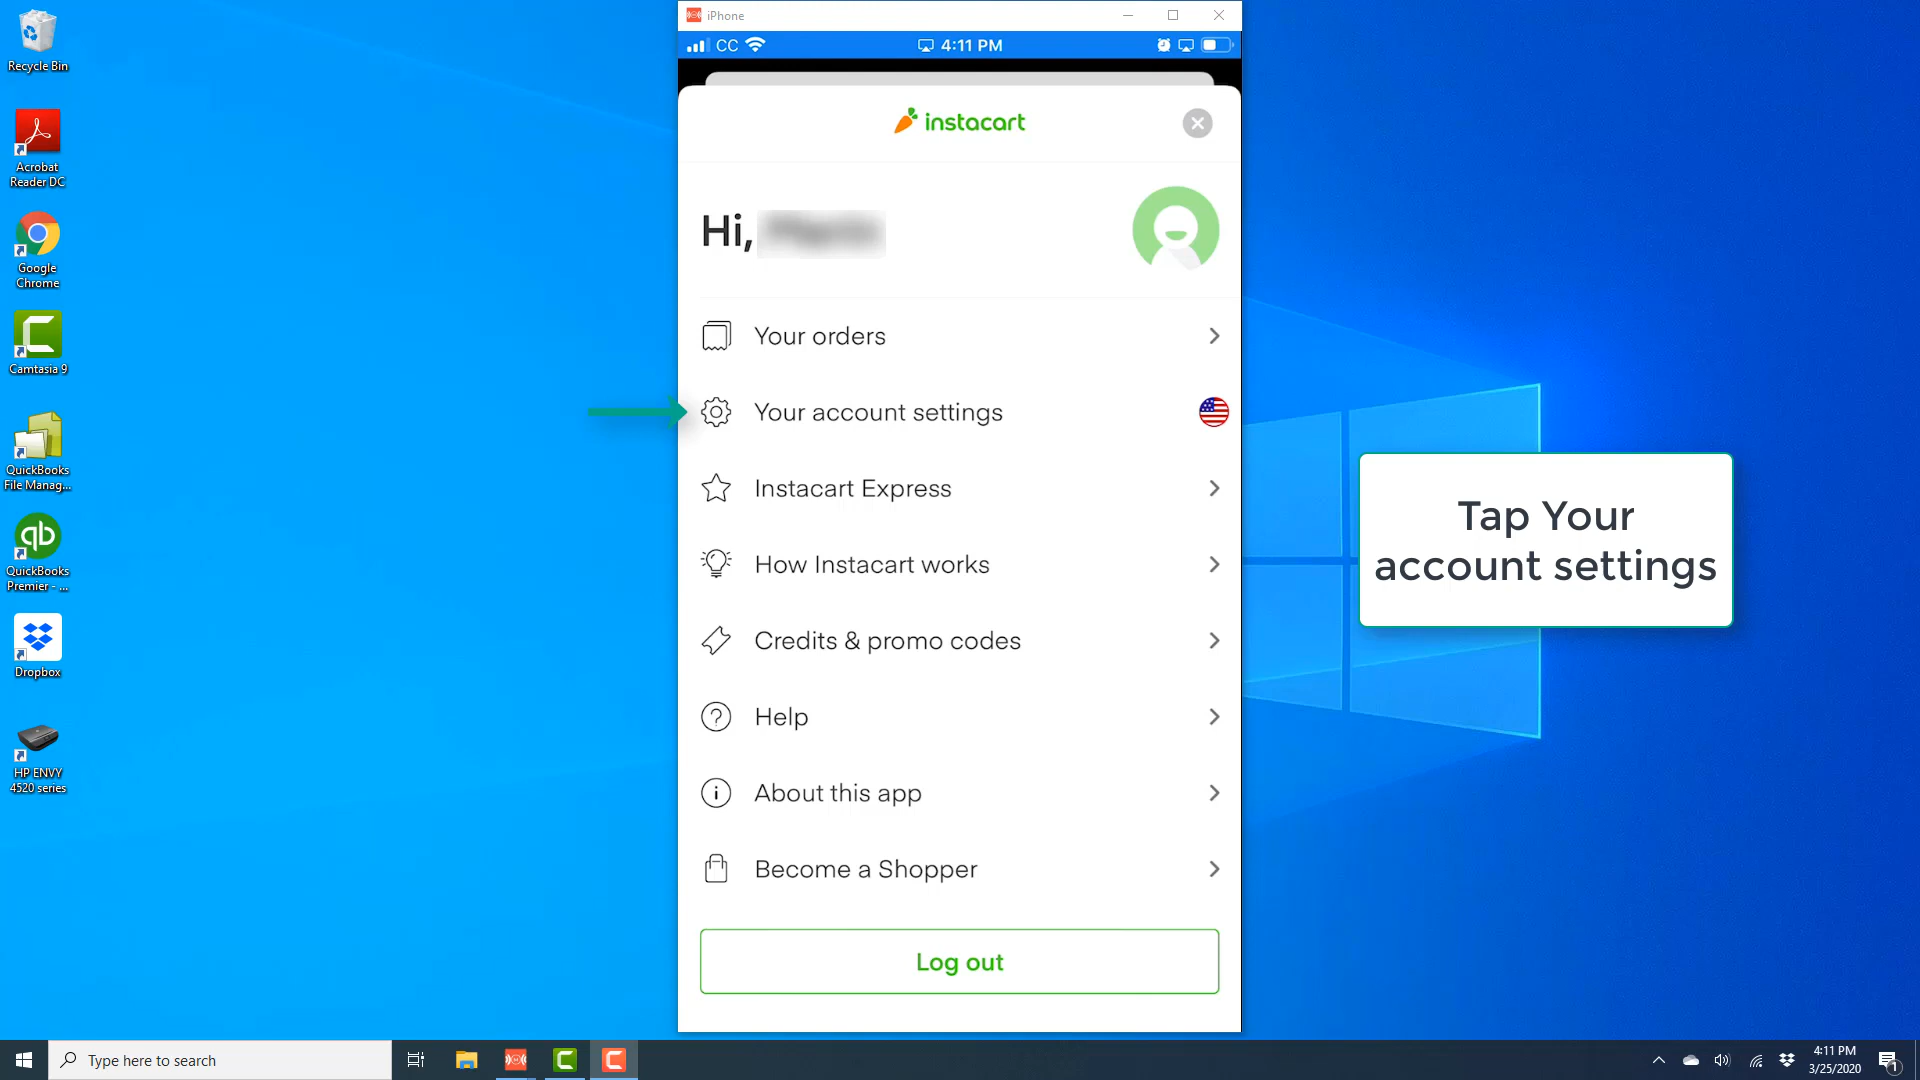 Recycle Bin
Acrobat
Reader DC
Google
Chrome
Camtasia 9
QuickBooks
File Manag...
qb
QuickBooks
Premier - ...
Dropbox
HP ENVY
4520 series
iPhone
CC
4:11 PM
instacart
Hi,
Your orders
Your account settings
Instacart Express
How Instacart works
Credits & promo codes
Help
About this app
Become a Shopper
Log out
Tap Your
account settings
Type here to search
4:11 PM
3/25/2020
1